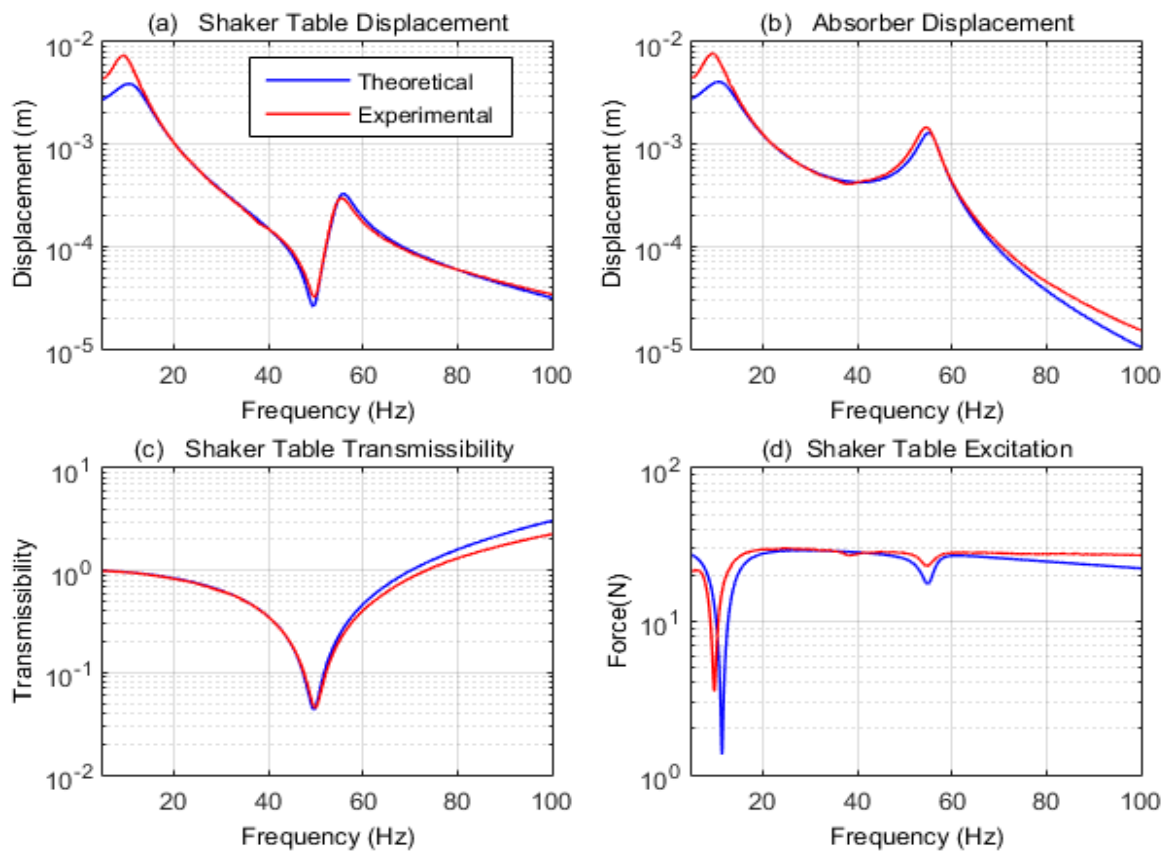 (a) Shaker Table Displacement
10^-2
10^-3
10^-4
10^-5
Displacement (m)
Theoretical
Experimental
20 40 60 80 100
Frequency (Hz)
(b) Absorber Displacement
10^-2
10^-3
10^-4
10^-5
Displacement (m)
20 40 60 80 100
Frequency (Hz)
(c) Shaker Table Transmissibility
10^1
10^0
10^-1
10^-2
Transmissibility
20 40 60 80 100
Frequency (Hz)
(d) Shaker Table Excitation
10^2
10^1
10^0
Force(N)
20 40 60 80 100
Frequency (Hz)